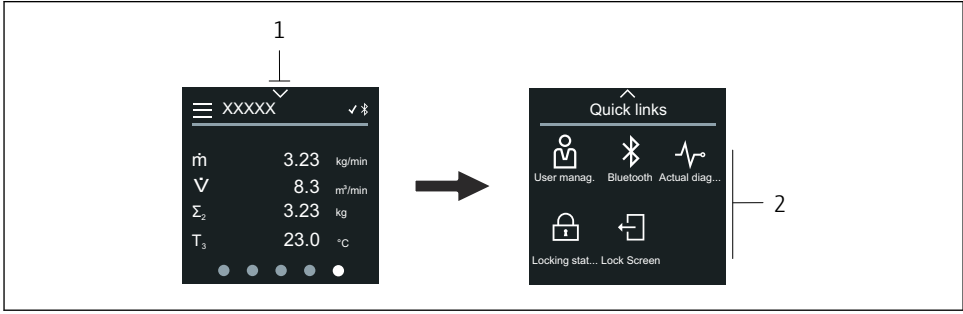 1
XXXXX
ṁ 3.23 kg/min
V̇ 8.3 m³/min
Σ₂ 3.23 kg
T₃ 23.0 °C
Quick links
User manag. Bluetooth Actual diag...
Locking stat... Lock Screen
2